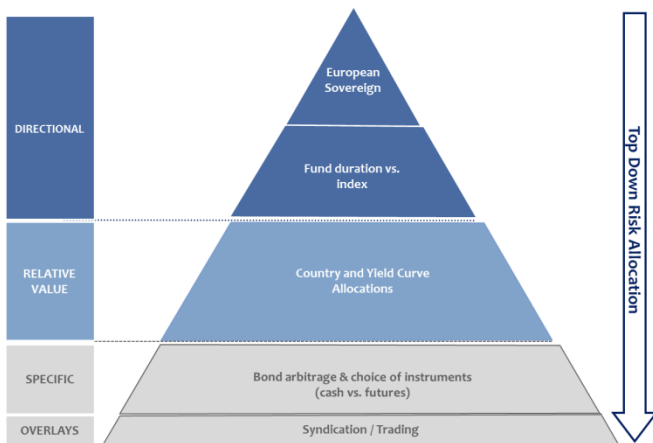 European
Sovereign
DIRECTIONAL
Fund duration vs.
index
RELATIVE
VALUE
Country and Yield Curve
Allocations
SPECIFIC
Bond arbitrage & choice of instruments
(cash vs. futures)
OVERLAYS
Syndication / Trading
Top Down Risk Allocation